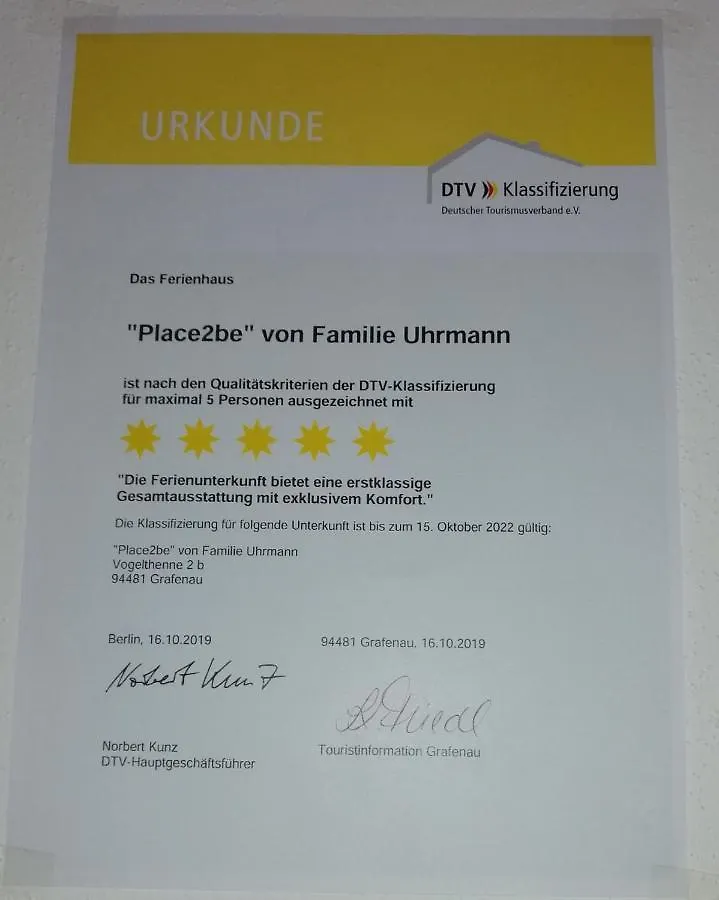 URKUNDE
DTV Klassifizierung
Deutscher Tourismusverband e.V.
Das Ferienhaus
"Place2be" von Familie Uhrmann
ist nach den Qualitätskriterien der DTV-Klassifizierung
für maximal 5 Personen ausgezeichnet mit
"Die Ferienunterkunft bietet eine erstklassige
Gesamtausstattung mit exklusivem Komfort."
Die Klassifizierung für folgende Unterkunft ist bis zum 15. Oktober 2022 gültig:
"Place2be" von Familie Uhrmann
Vogelthenne 2 b
94481 Grafenau
Berlin, 16.10.2019
94481 Grafenau, 16.10.2019
Norbert Kunz
Norbert Kunz
DTV-Hauptgeschäftsführer
Touristinformation Grafenau